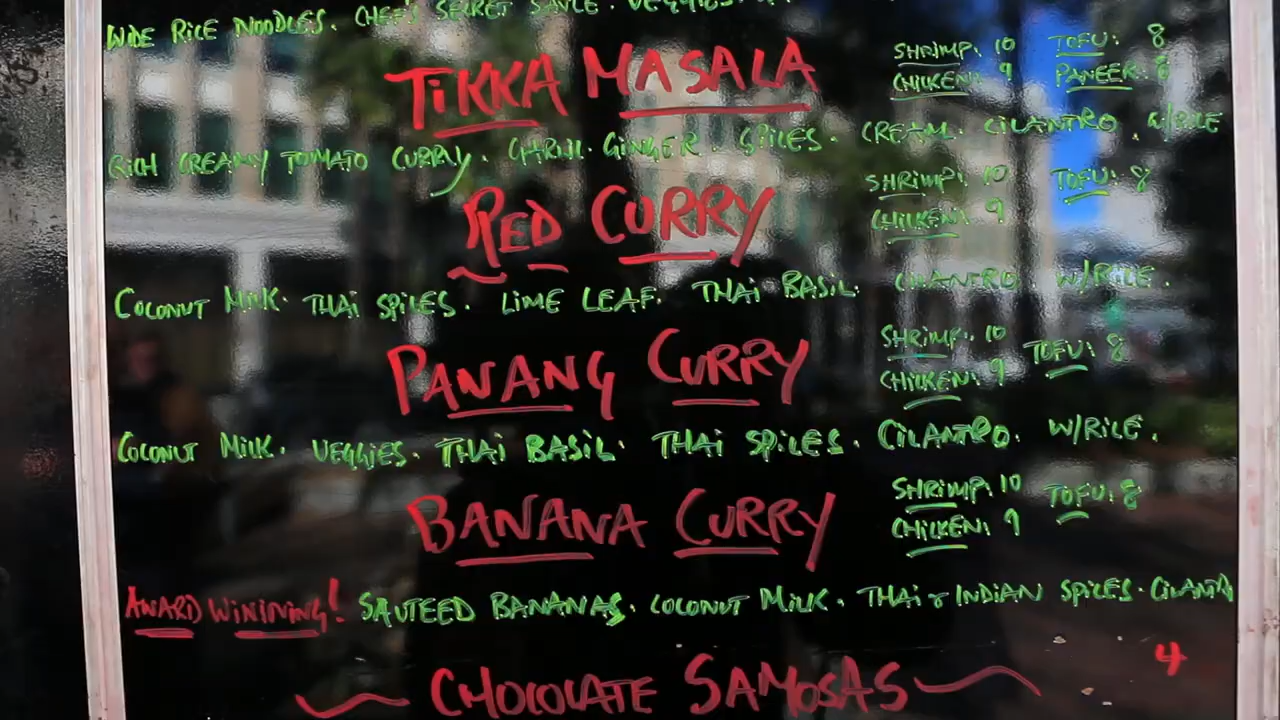 WIDE RICE NOODLES. CHEF'S SECRET SAUCE. VEGGIES.
TIKKA MASALA
SHRIMP: 10 TOFU: 8
CHICKEN: 9 PANEER: 8
RICH CREAMY TOMATO CURRY. GINGER. SPICES. CREAM. CILANTRO. W/RICE
RED CURRY
SHRIMP: 10 TOFU: 8
CHICKEN: 9
COCONUT MILK. THAI SPICES. LIME LEAF. THAI BASIL. CILANTRO W/RICE.
PANANG CURRY
SHRIMP: 10 TOFU: 8
CHICKEN: 9
COCONUT MILK. VEGGIES. THAI BASIL. THAI SPICES. CILANTRO. W/RICE.
BANANA CURRY
SHRIMP: 10 TOFU: 8
CHICKEN: 9
AWARD WININING! SAUTEED BANANAS. COCONUT MILK. THAI & INDIAN SPICES. CILANTR
CHOCOLATE SAMOSAS 4